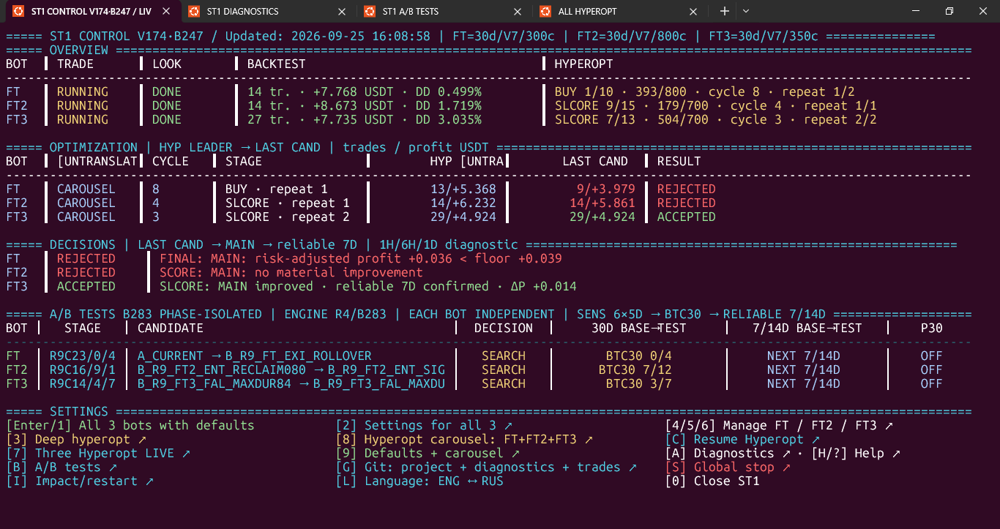 ST1 CONTROL V174·B247 / LIV ST1 DIAGNOSTICS ST1 A/B TESTS ALL HYPEROPT
===== ST1 CONTROL V174·B247 / Updated: 2026-09-25 16:08:58 | FT=30d/V7/300c | FT2=30d/V7/800c | FT3=30d/V7/350c ===============
===== OVERVIEW =====================================================================================================================
BOT | TRADE | LOOK | BACKTEST | HYPEROPT
FT | RUNNING | DONE | 14 tr. · +7.768 USDT · DD 0.499% | BUY 1/10 · 393/800 · cycle 8 · repeat 1/2
FT2 | RUNNING | DONE | 14 tr. · +8.673 USDT · DD 1.719% | SLCORE 9/15 · 179/700 · cycle 4 · repeat 1/1
FT3 | RUNNING | DONE | 27 tr. · +7.735 USDT · DD 3.035% | SLCORE 7/13 · 504/700 · cycle 3 · repeat 2/2
===== OPTIMIZATION | HYP LEADER → LAST CAND | trades / profit USDT =================================================================
BOT | [UNTRANSLAT | CYCLE | STAGE | HYP [UNTRA | LAST CAND | RESULT
FT | CAROUSEL | 8 | BUY · repeat 1 | 13/+5.368 | 9/+3.979 | REJECTED
FT2 | CAROUSEL | 4 | SLCORE · repeat 1 | 14/+6.232 | 14/+5.861 | REJECTED
FT3 | CAROUSEL | 3 | SLCORE · repeat 2 | 29/+4.924 | 29/+4.924 | ACCEPTED
===== DECISIONS | LAST CAND → MAIN → reliable 7D | 1H/6H/1D diagnostic ===========================================================
FT | REJECTED | FINAL: MAIN: risk-adjusted profit +0.036 < floor +0.039
FT2 | REJECTED | SCORE: MAIN: no material improvement
FT3 | ACCEPTED | SLCORE: MAIN improved · reliable 7D confirmed · ΔP +0.014
===== A/B TESTS B283 PHASE-ISOLATED | ENGINE R4/B283 | EACH BOT INDEPENDENT | SENS 6×5D → BTC30 → RELIABLE 7/14D ===================
BOT | STAGE | CANDIDATE | DECISION | 30D BASE→TEST | 7/14D BASE→TEST | P30
FT | R9C23/0/4 | A_CURRENT → B_R9_FT_EXI_ROLLOVER | SEARCH | BTC30 0/4 | NEXT 7/14D | OFF
FT2 | R9C16/9/1 | B_R9_FT2_ENT_RECLAIM080 → B_R9_FT2_ENT_SIG | SEARCH | BTC30 7/12 | NEXT 7/14D | OFF
FT3 | R9C14/4/7 | B_R9_FT3_FAL_MAXDUR84 → B_R9_FT3_FAL_MAXDU | SEARCH | BTC30 3/7 | NEXT 7/14D | OFF
===== SETTINGS =====================================================================================================================
[Enter/1] All 3 bots with defaults [2] Settings for all 3 ↗ [4/5/6] Manage FT / FT2 / FT3 ↗
[3] Deep hyperopt ↗ [8] Hyperopt carousel: FT+FT2+FT3 ↗ [C] Resume Hyperopt ↗
[7] Three Hyperopt LIVE ↗ [9] Defaults + carousel ↗ [A] Diagnostics ↗ · [H/?] Help ↗
[B] A/B tests ↗ [G] Git: project + diagnostics + trades ↗ [S] Global stop ↗
[I] Impact/restart ↗ [L] Language: ENG ↔ RUS [0] Close ST1